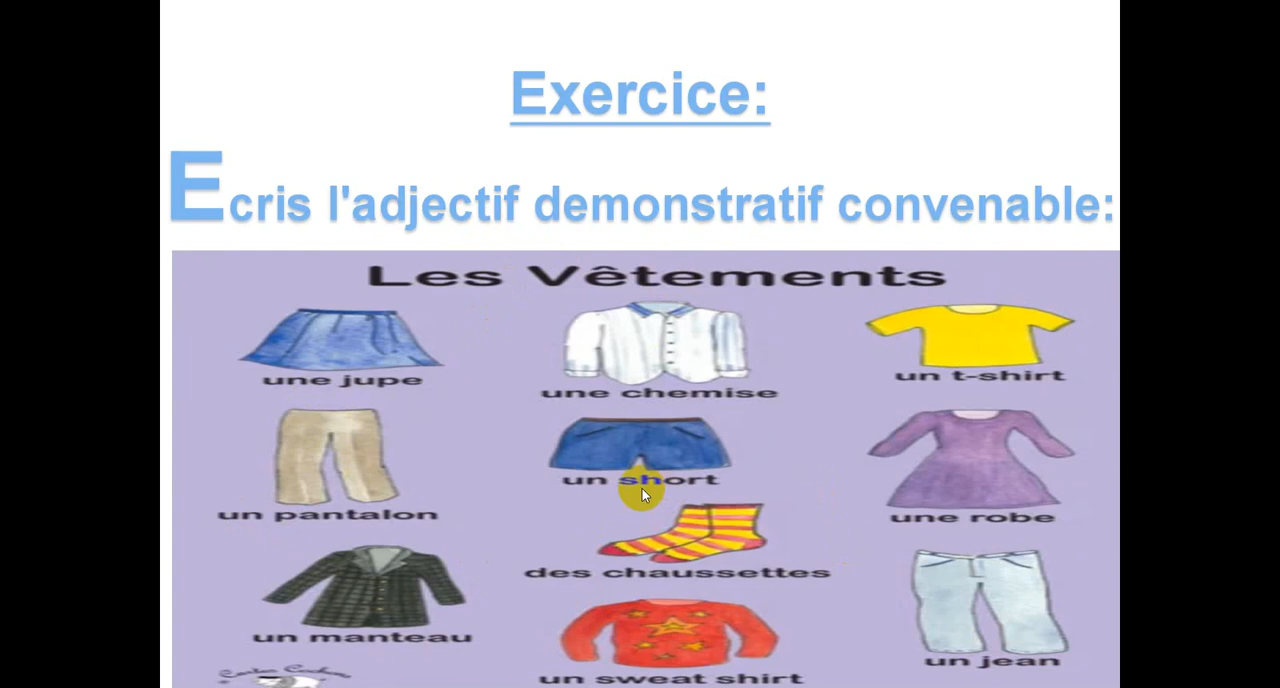 Exercice:
Ecris l'adjectif demonstratif convenable:
Les Vêtements
une jupe
une chemise
un t-shirt
un pantalon
un short
une robe
des chaussettes
un manteau
un sweat shirt
un jean